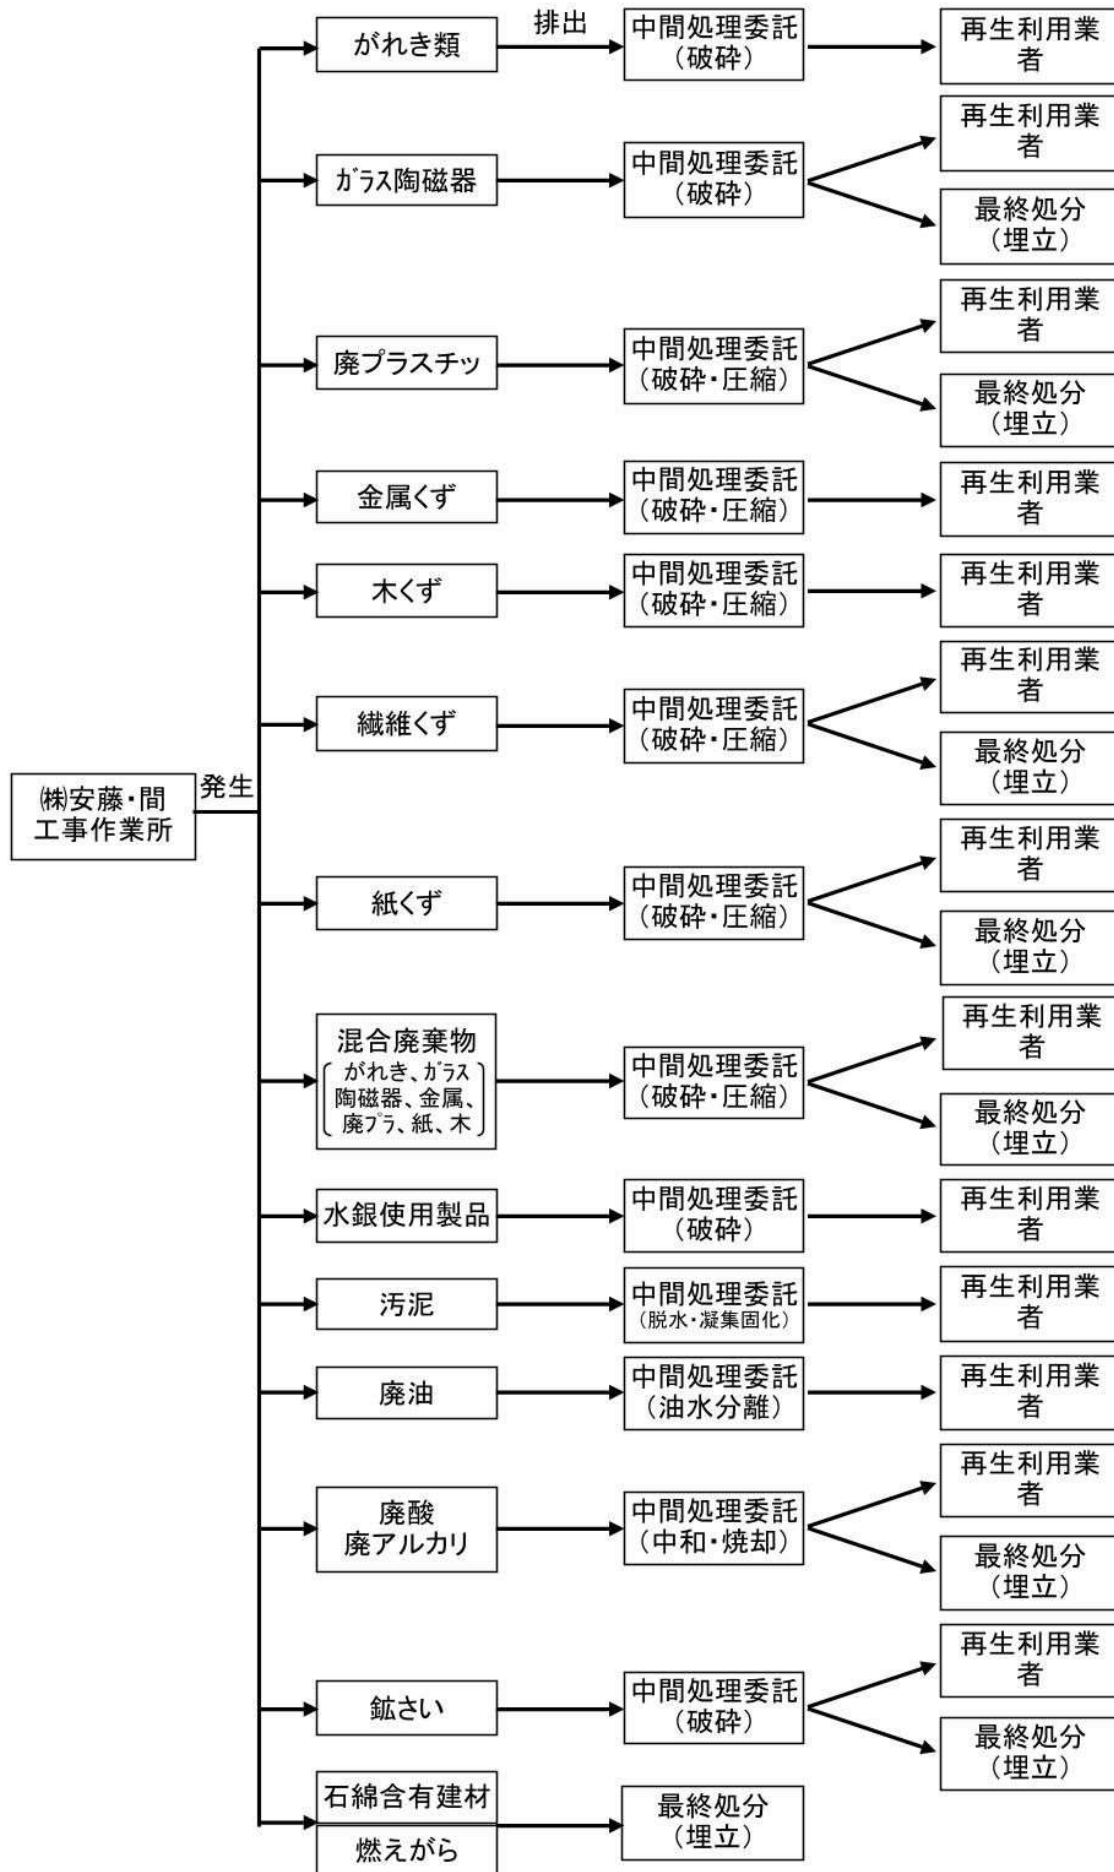 がれき類
排出
中間処理委託
（破砕）
再生利用業
者
ｶﾞﾗｽ陶磁器
中間処理委託
（破砕）
再生利用業
者
最終処分
（埋立）
廃プラスチッ
中間処理委託
（破砕・圧縮）
再生利用業
者
最終処分
（埋立）
金属くず
中間処理委託
（破砕・圧縮）
再生利用業
者
木くず
中間処理委託
（破砕・圧縮）
再生利用業
者
繊維くず
中間処理委託
（破砕・圧縮）
再生利用業
者
最終処分
（埋立）
㈱安藤・間
工事作業所
発生
紙くず
中間処理委託
（破砕・圧縮）
再生利用業
者
最終処分
（埋立）
混合廃棄物
がれき、ｶﾞﾗｽ
陶磁器、金属、
廃ﾌﾟﾗ、紙、木
中間処理委託
（破砕・圧縮）
再生利用業
者
最終処分
（埋立）
水銀使用製品
中間処理委託
（破砕）
再生利用業
者
汚泥
中間処理委託
（脱水・凝集固化）
再生利用業
者
廃油
中間処理委託
（油水分離）
再生利用業
者
廃酸
廃アルカリ
中間処理委託
（中和・焼却）
再生利用業
者
最終処分
（埋立）
鉱さい
中間処理委託
（破砕）
再生利用業
者
最終処分
（埋立）
石綿含有建材
燃えがら
最終処分
（埋立）